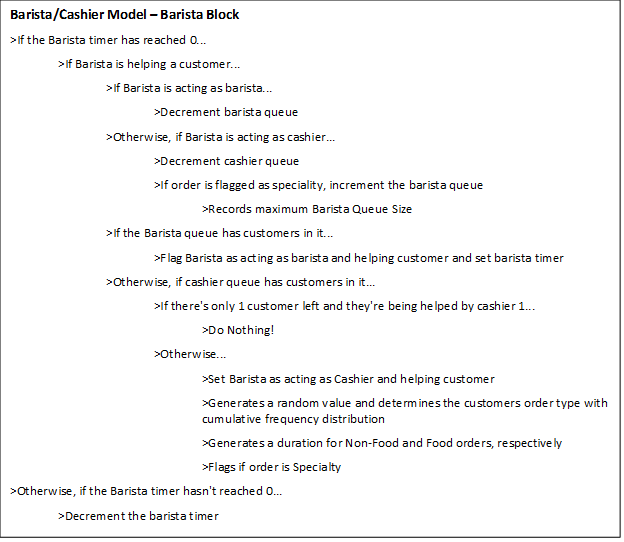 Barista/Cashier Model – Barista Block
>If the Barista timer has reached 0...
>If Barista is helping a customer...
>If Barista is acting as barista...
>Decrement barista queue
>Otherwise, if Barista is acting as cashier...
>Decrement cashier queue
>If order is flagged as speciality, increment the barista queue
>Records maximum Barista Queue Size
>If the Barista queue has customers in it...
>Flag Barista as acting as barista and helping customer and set barista timer
>Otherwise, if cashier queue has customers in it...
>If there's only 1 customer left and they're being helped by cashier 1...
>Do Nothing!
>Otherwise...
>Set Barista as acting as Cashier and helping customer
>Generates a random value and determines the customers order type with
cumulative frequency distribution
>Generates a duration for Non-Food and Food orders, respectively
>Flags if order is Specialty
>Otherwise, if the Barista timer hasn't reached 0...
>Decrement the barista timer